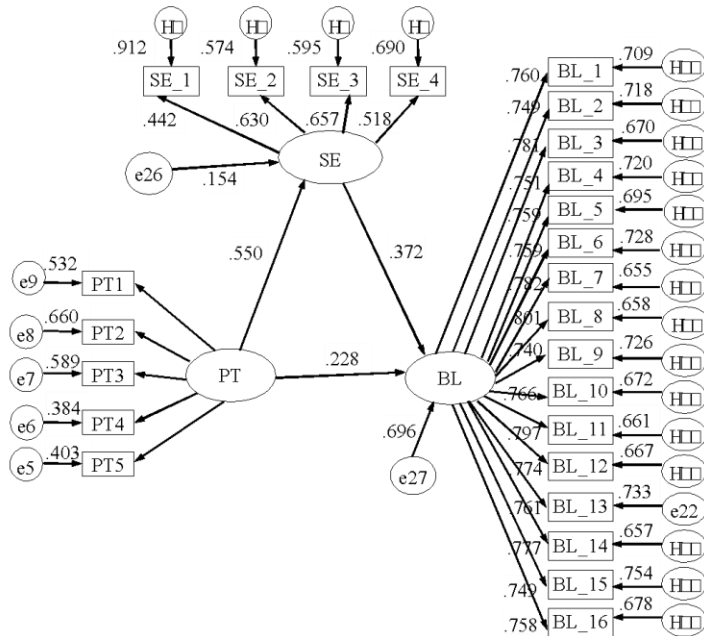 H□ H□ H□ H□
.912 .574 .595 .690
SE_1 SE_2 SE_3 SE_4
.442 .630 .657 .518
SE
e26
.154
.550
.372
e9 .532 PT1
e8 .660 PT2
e7 .589 PT3
e6 .384 PT4
e5 .403 PT5
PT
.228
BL
.696
e27
.760 BL_1 .709 H□□
.749 BL_2 .718 H□□
.781 BL_3 .670 H□□
.751 BL_4 .720 H□□
.759 BL_5 .695 H□□
.759 BL_6 .728 H□□
.782 BL_7 .655 H□□
.801 BL_8 .658 H□□
.740 BL_9 .726 H□□
.766 BL_10 .672 H□□
.797 BL_11 .661 H□□
.774 BL_12 .667 H□□
.761 BL_13 .733 e22
.777 BL_14 .657 H□□
.749 BL_15 .754 H□□
.758 BL_16 .678 H□□